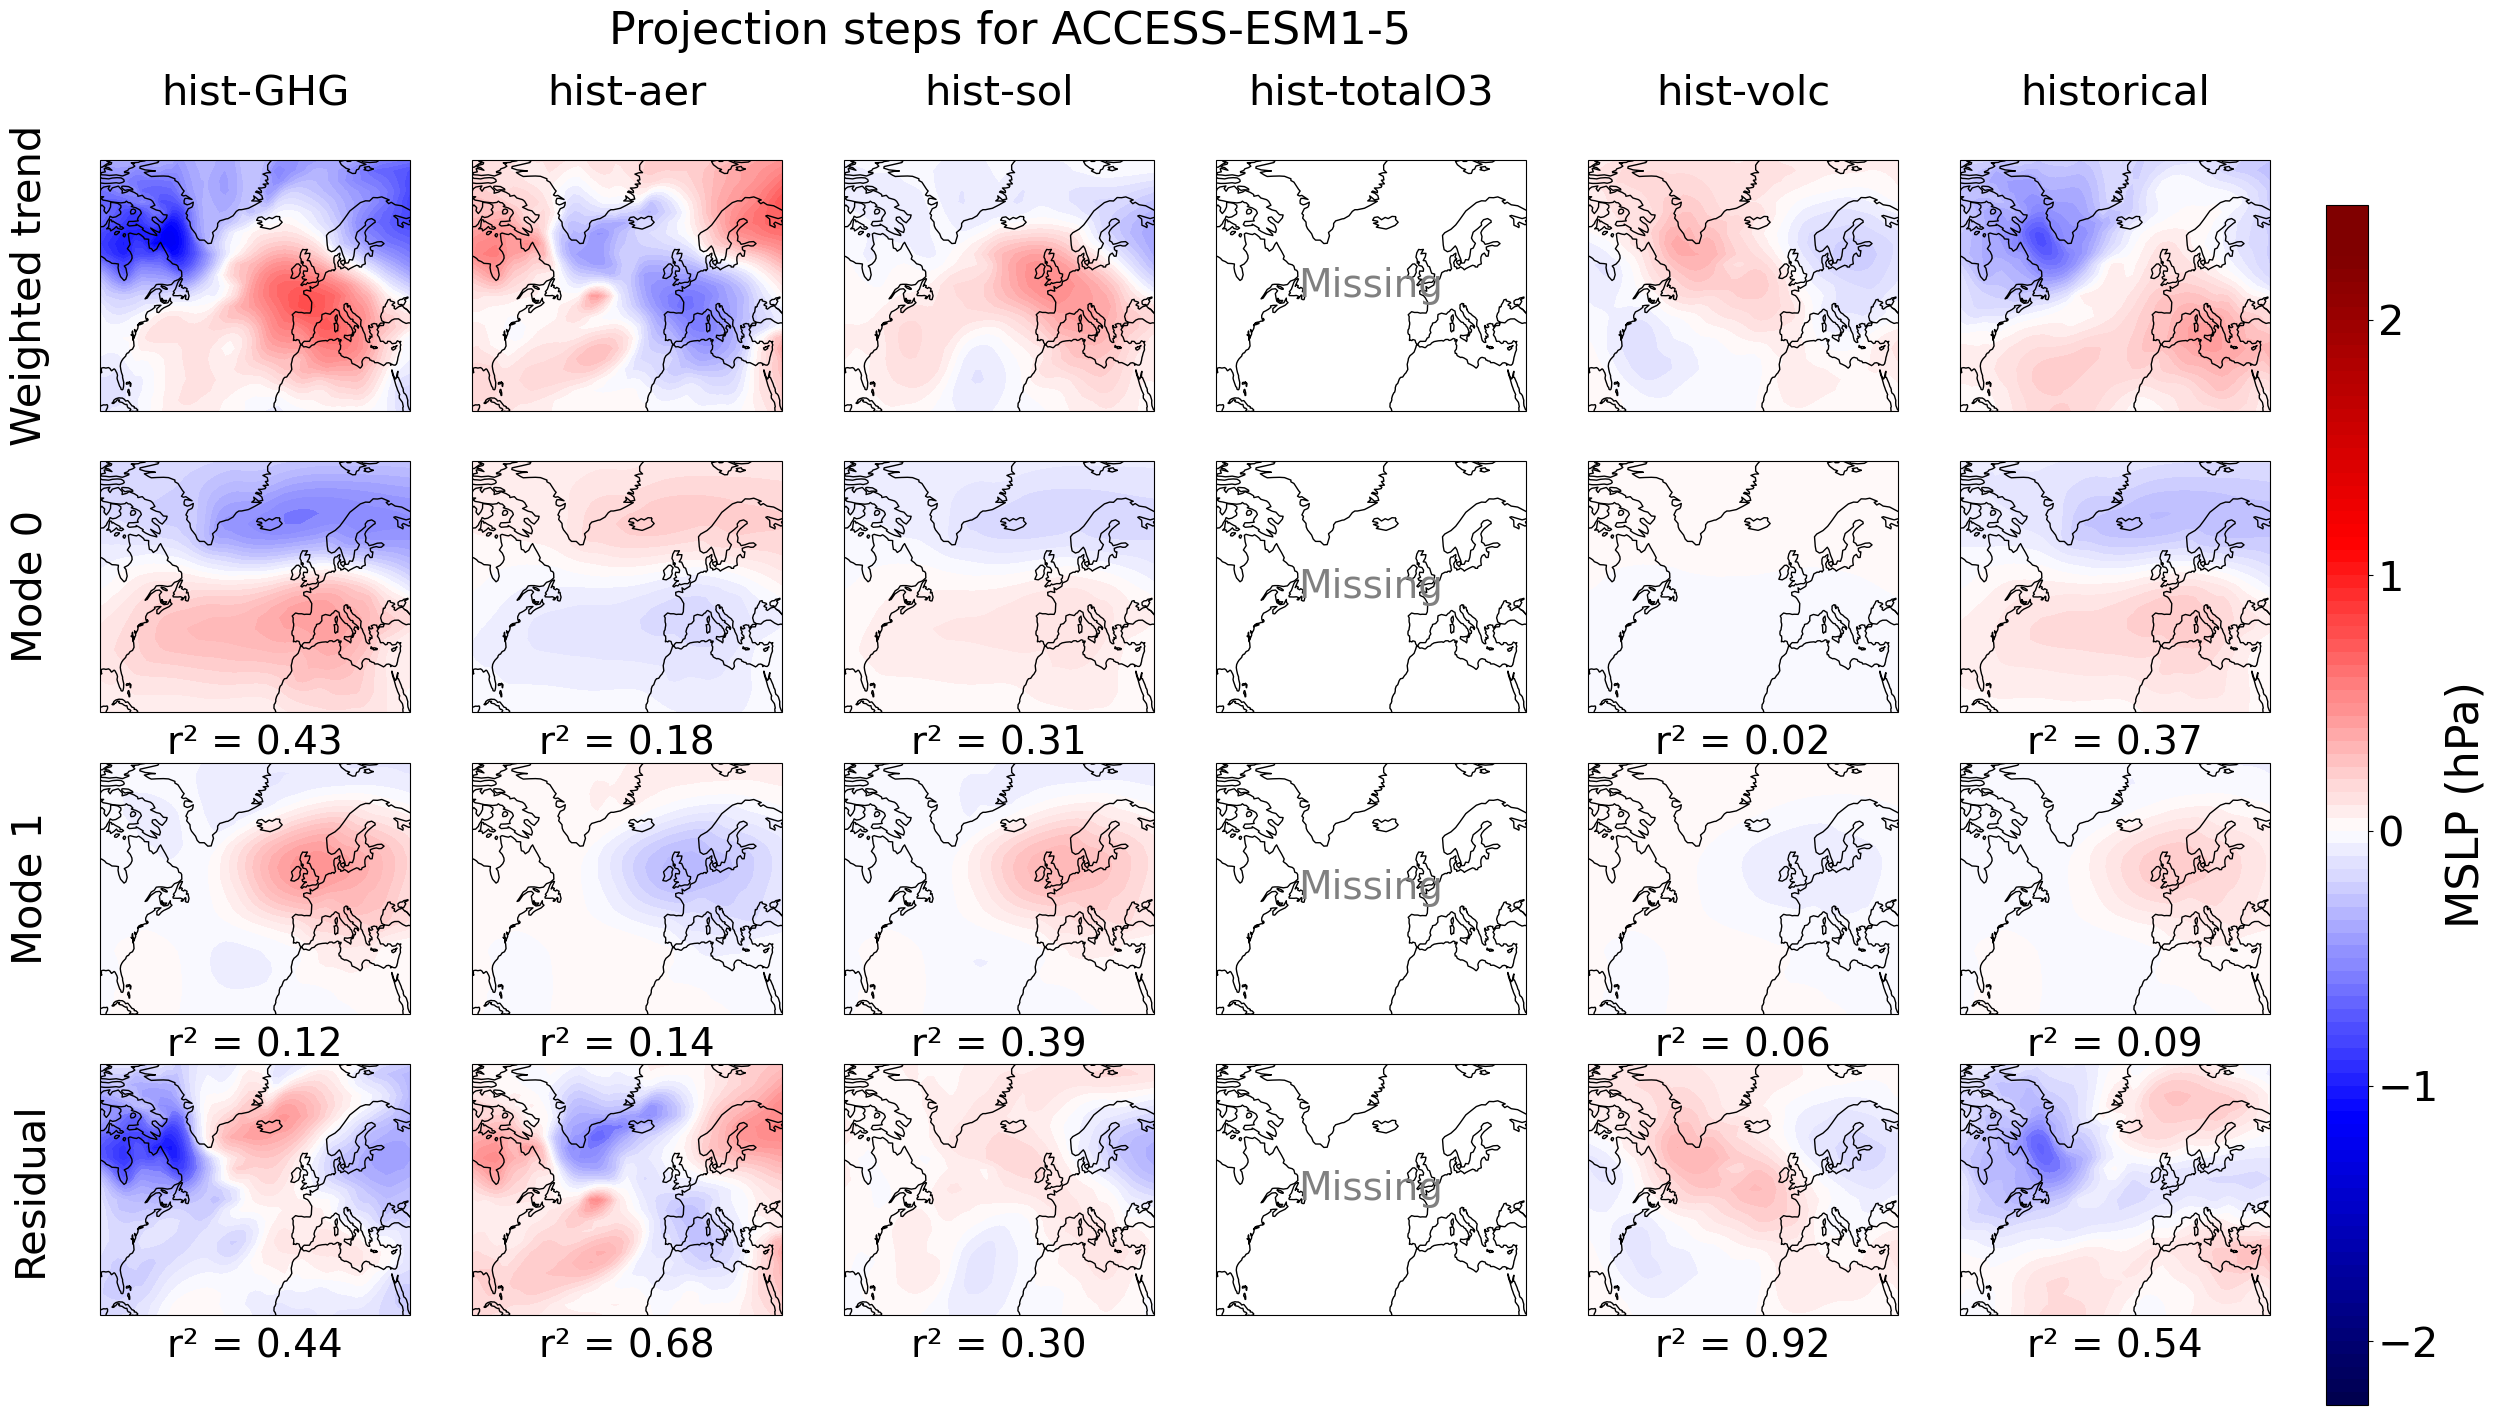 Projection steps for ACCESS-ESM1-5
hist-GHG hist-aer hist-sol hist-totalO3 hist-volc historical
Weighted trend
Missing
Mode 0
Missing
r² = 0.43 r² = 0.18 r² = 0.31 r² = 0.02 r² = 0.37
Mode 1
Missing
r² = 0.12 r² = 0.14 r² = 0.39 r² = 0.06 r² = 0.09
Residual
Missing
r² = 0.44 r² = 0.68 r² = 0.30 r² = 0.92 r² = 0.54
2
1
0
−1
−2
MSLP (hPa)